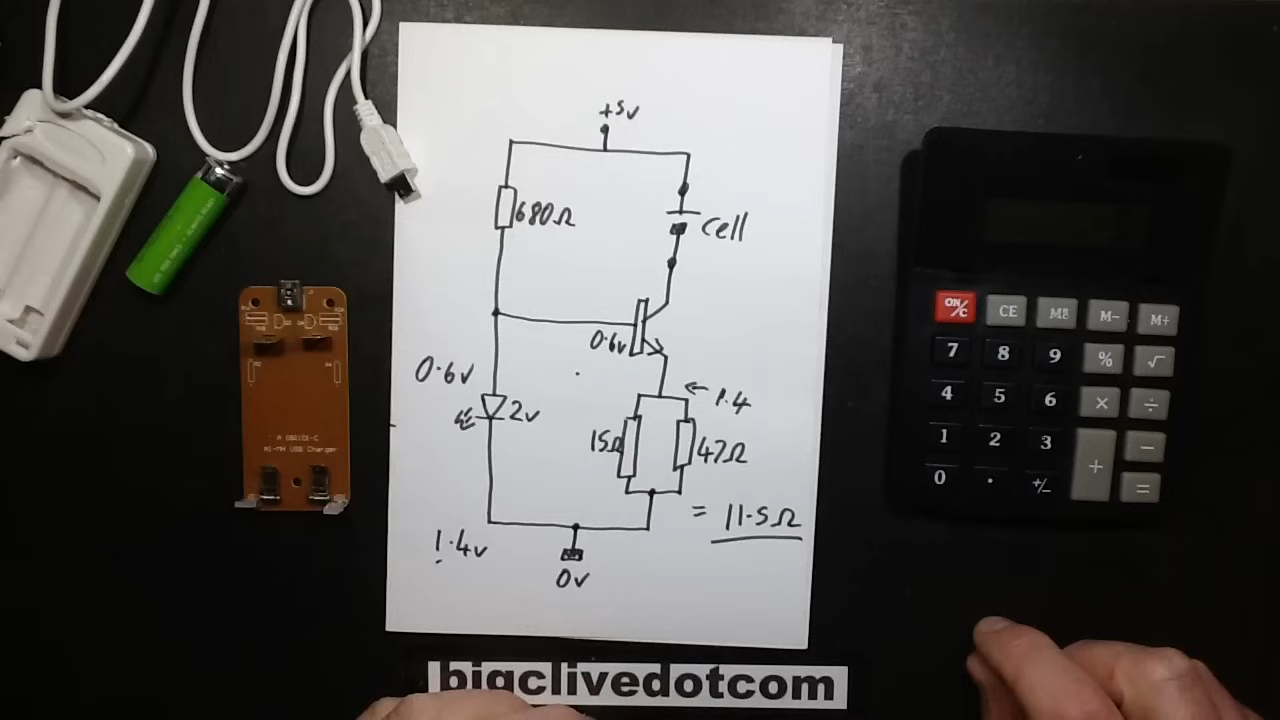 +5v
680Ω
cell
0.6v
0.6v
2v
← 1.4
15Ω
47Ω
= 11.5Ω
1.4v
0v
Ni-MH USB Charger
bigclivedotcom
ON/C CE MR M- M+
7 8 9 % √
4 5 6 × ÷
1 2 3 + −
0 . +/- =